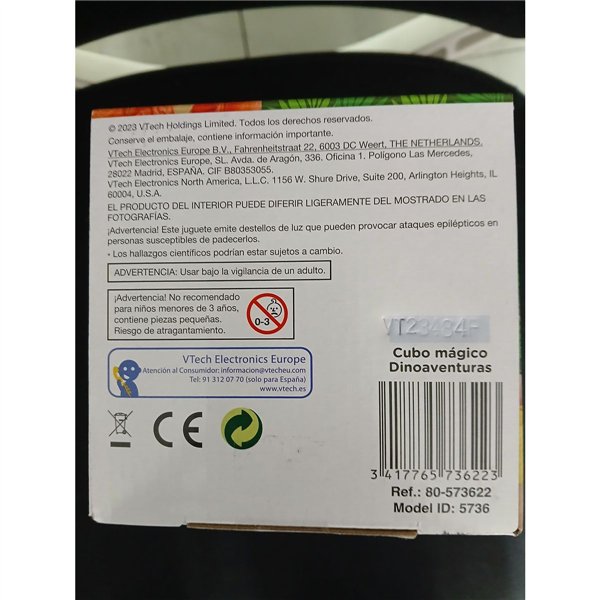 © 2023 VTech Holdings Limited. Todos los derechos reservados.
Conserve el embalaje, contiene información importante.
VTech Electronics Europe B.V., Fahrenheitstraat 22, 6003 DC Weert, THE NETHERLANDS.
VTech Electronics Europe, SL. Avda. de Aragón, 336. Oficina 1. Polígono Las Mercedes,
28022 Madrid, ESPAÑA. CIF B80353055.
VTech Electronics North America, L.L.C. 1156 W. Shure Drive, Suite 200, Arlington Heights, IL
60004, U.S.A.
EL PRODUCTO DEL INTERIOR PUEDE DIFERIR LIGERAMENTE DEL MOSTRADO EN LAS
FOTOGRAFÍAS.
¡Advertencia! Este juguete emite destellos de luz que pueden provocar ataques epilépticos en
personas susceptibles de padecerlos.
• Los hallazgos científicos podrían estar sujetos a cambio.
ADVERTENCIA: Usar bajo la vigilancia de un adulto.
¡Advertencia! No recomendado
para niños menores de 3 años,
contiene piezas pequeñas.
Riesgo de atragantamiento.
0-3
VTech Electronics Europe
Atención al Consumidor: informacion@vtecheu.com
Tel: 91 312 07 70 (solo para España)
www.vtech.es
CE
VT23434F
Cubo mágico
Dinoaventuras
3 417765 736223
Ref.: 80-573622
Model ID: 5736